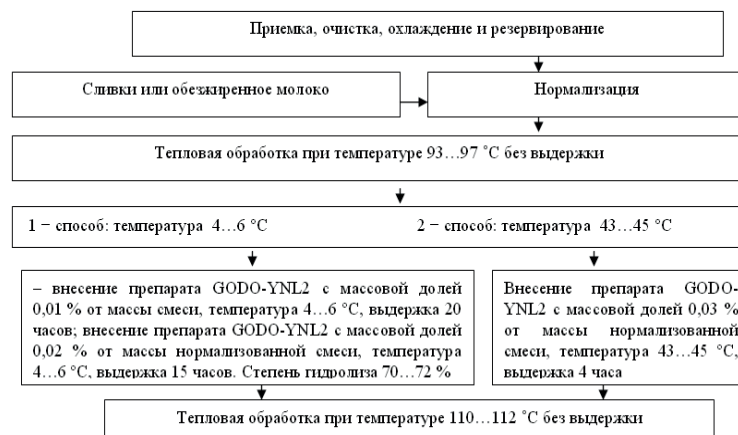 Приемка, очистка, охлаждение и резервирование
Сливки или обезжиренное молоко
Нормализация
Тепловая обработка при температуре 93…97 ˚С без выдержки
1 − способ: температура 4…6 °С
2 − способ: температура 43…45 °С
– внесение препарата GODO-YNL2 с массовой долей
0,01 % от массы смеси, температура 4…6 °С, выдержка 20
часов; внесение препарата GODO-YNL2 с массовой долей
0,02 % от массы нормализованной смеси, температура
4…6 °С, выдержка 15 часов. Степень гидролиза 70…72 %
Внесение препарата GODO-
YNL2 с массовой долей 0,03 %
от массы нормализованной
смеси, температура 43…45 °С,
выдержка 4 часа
Тепловая обработка при температуре 110…112 ˚С без выдержки